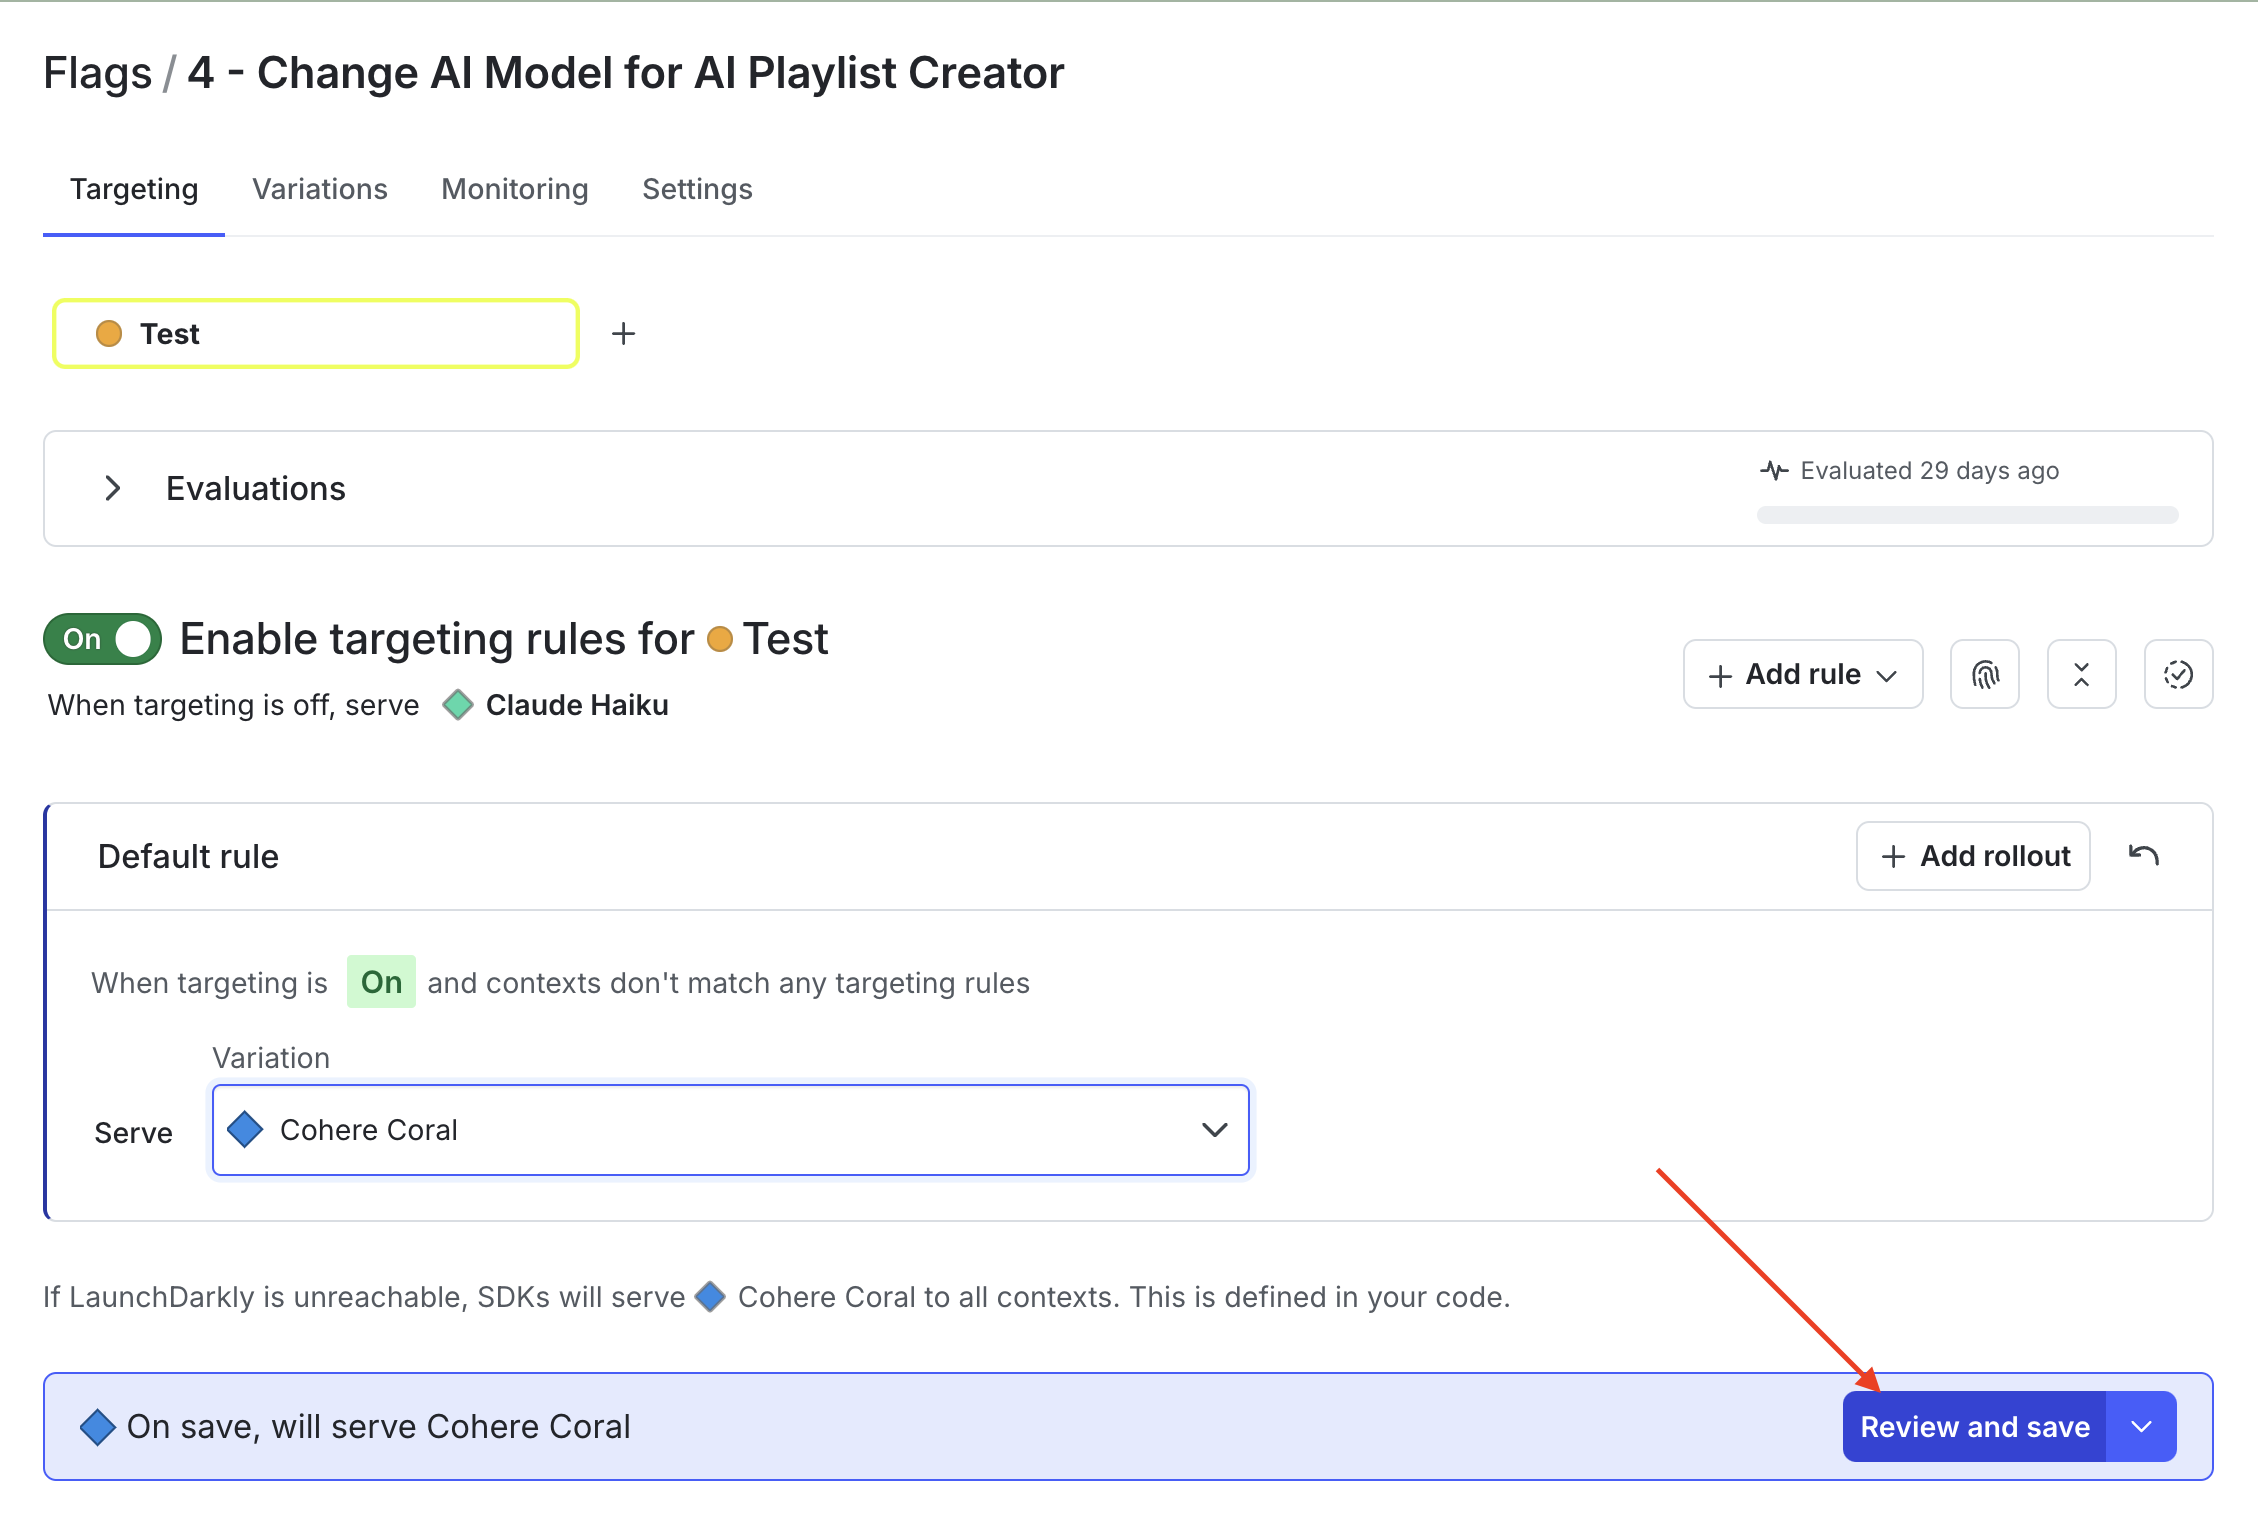 Flags / 4 - Change AI Model for AI Playlist Creator
Targeting Variations Monitoring Settings
Test +
Evaluations
Evaluated 29 days ago
On Enable targeting rules for Test
When targeting is off, serve Claude Haiku
+ Add rule
Default rule
+ Add rollout
When targeting is On and contexts don't match any targeting rules
Variation
Serve Cohere Coral
If LaunchDarkly is unreachable, SDKs will serve Cohere Coral to all contexts. This is defined in your code.
On save, will serve Cohere Coral
Review and save